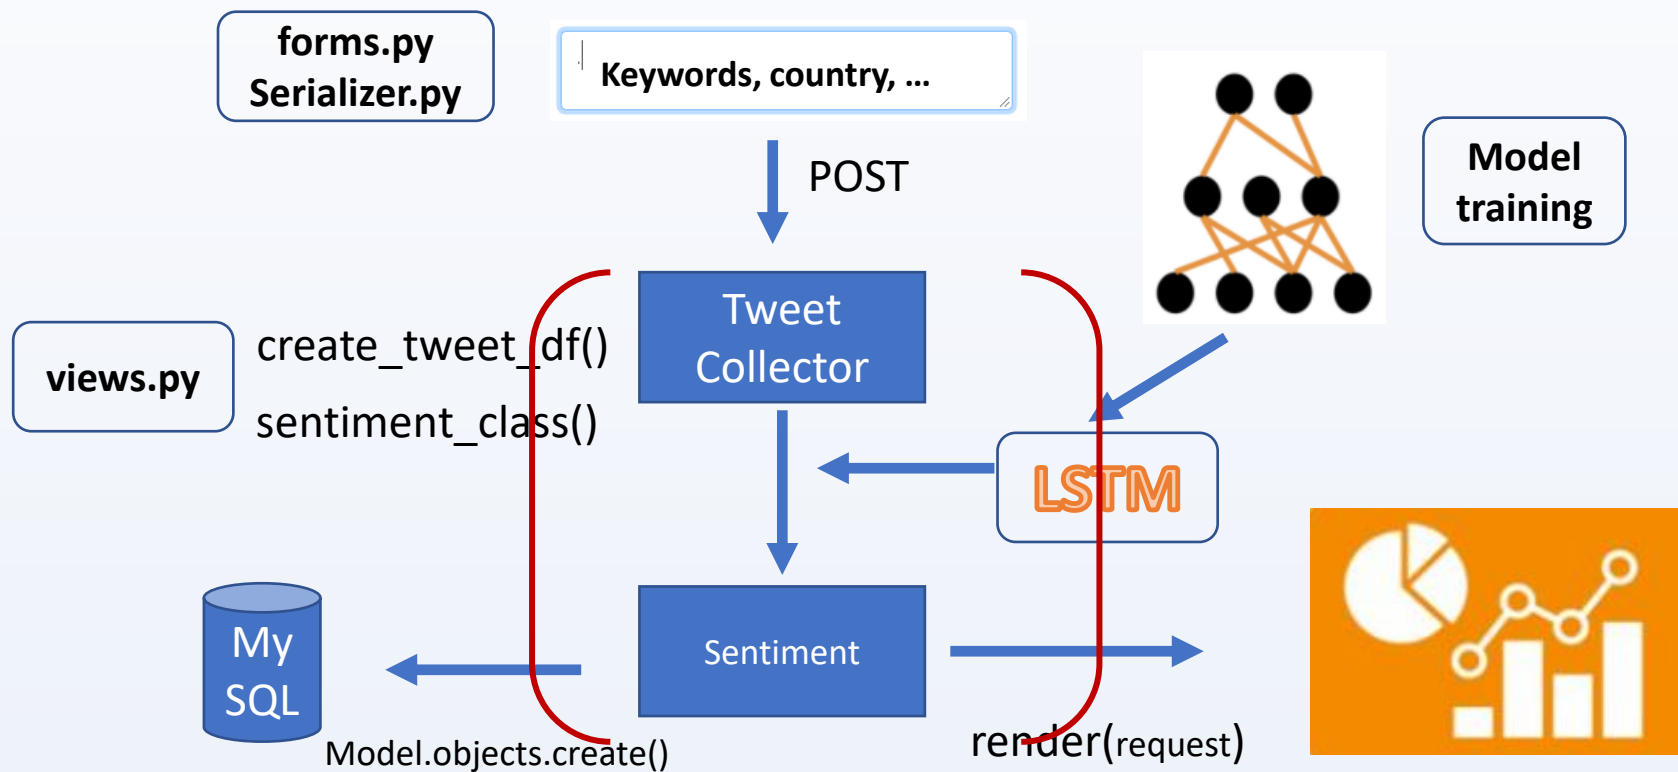 forms.py
Serializer.py
Keywords, country, ...
POST
Model
training
Tweet
Collector
views.py
create_tweet_df()
sentiment_class()
LSTM
My
SQL
Sentiment
Model.objects.create()
render(request)